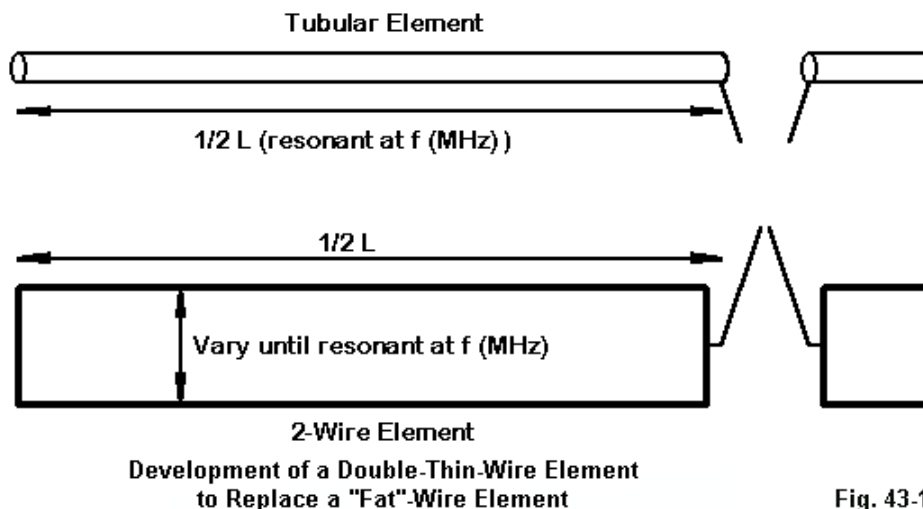 Tubular Element
1/2 L (resonant at f (MHz) )
1/2 L
Vary until resonant at f (MHz)
2-Wire Element
Development of a Double-Thin-Wire Element
to Replace a "Fat"-Wire Element
Fig. 43-1